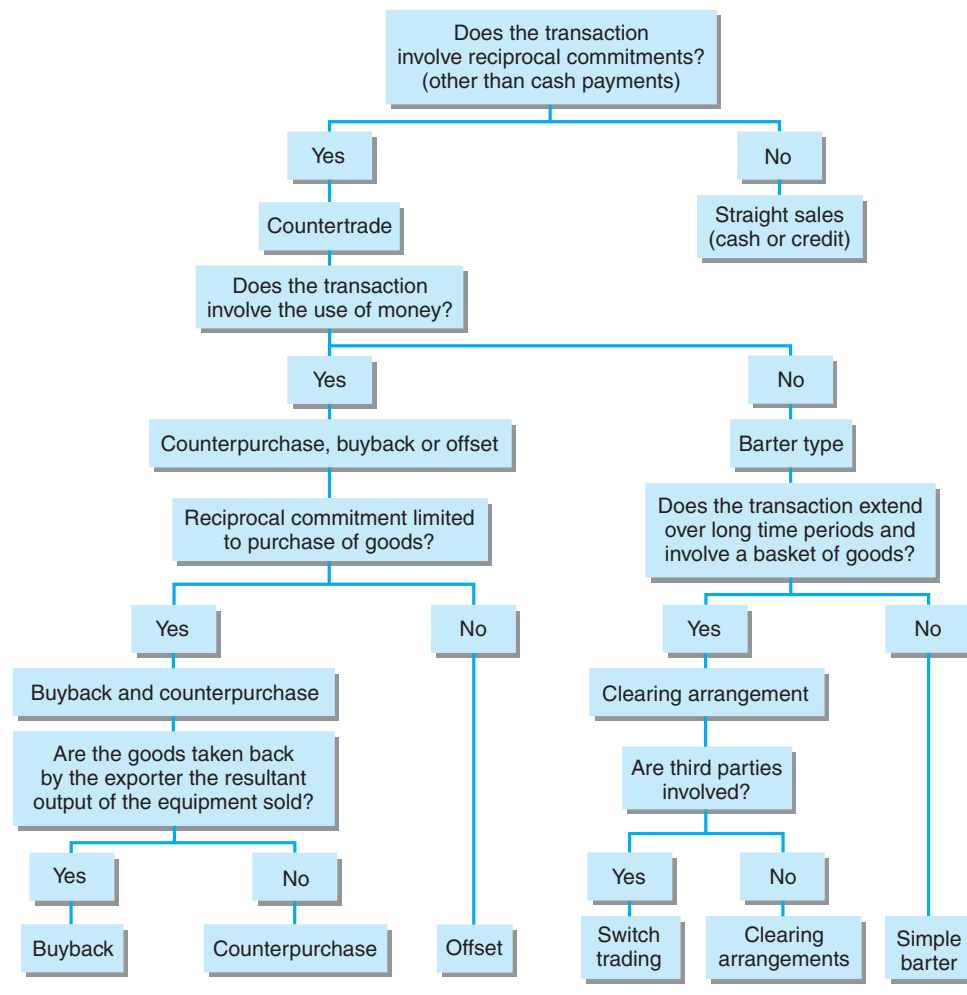 Does the transaction
involve reciprocal commitments?
(other than cash payments)
Yes
No
Countertrade
Straight sales
(cash or credit)
Does the transaction
involve the use of money?
Yes
No
Counterpurchase, buyback or offset
Barter type
Reciprocal commitment limited
to purchase of goods?
Does the transaction extend
over long time periods and
involve a basket of goods?
Yes
No
Yes
No
Buyback and counterpurchase
Clearing arrangement
Are the goods taken back
by the exporter the resultant
output of the equipment sold?
Are third parties
involved?
Yes
No
Yes
No
Buyback
Counterpurchase
Offset
Switch
trading
Clearing
arrangements
Simple
barter